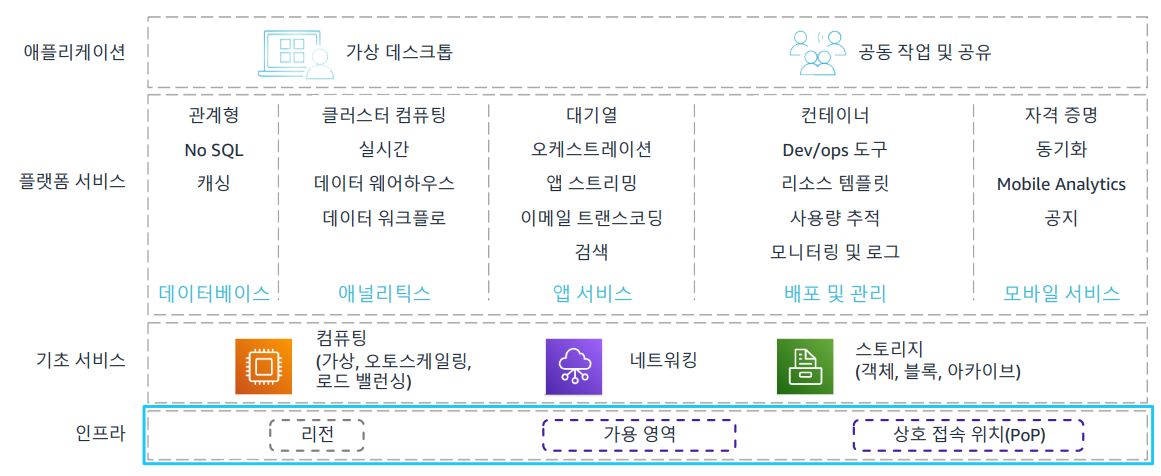 애플리케이션
가상 데스크톱
공동 작업 및 공유
플랫폼 서비스
관계형
No SQL
캐싱
데이터베이스
클러스터 컴퓨팅
실시간
데이터 웨어하우스
데이터 워크플로
애널리틱스
대기열
오케스트레이션
앱 스트리밍
이메일 트랜스코딩
검색
앱 서비스
컨테이너
Dev/ops 도구
리소스 템플릿
사용량 추적
모니터링 및 로그
배포 및 관리
자격 증명
동기화
Mobile Analytics
공지
모바일 서비스
기초 서비스
컴퓨팅
(가상, 오토스케일링,
로드 밸런싱)
네트워킹
스토리지
(객체, 블록, 아카이브)
인프라
리전
가용 영역
상호 접속 위치(PoP)